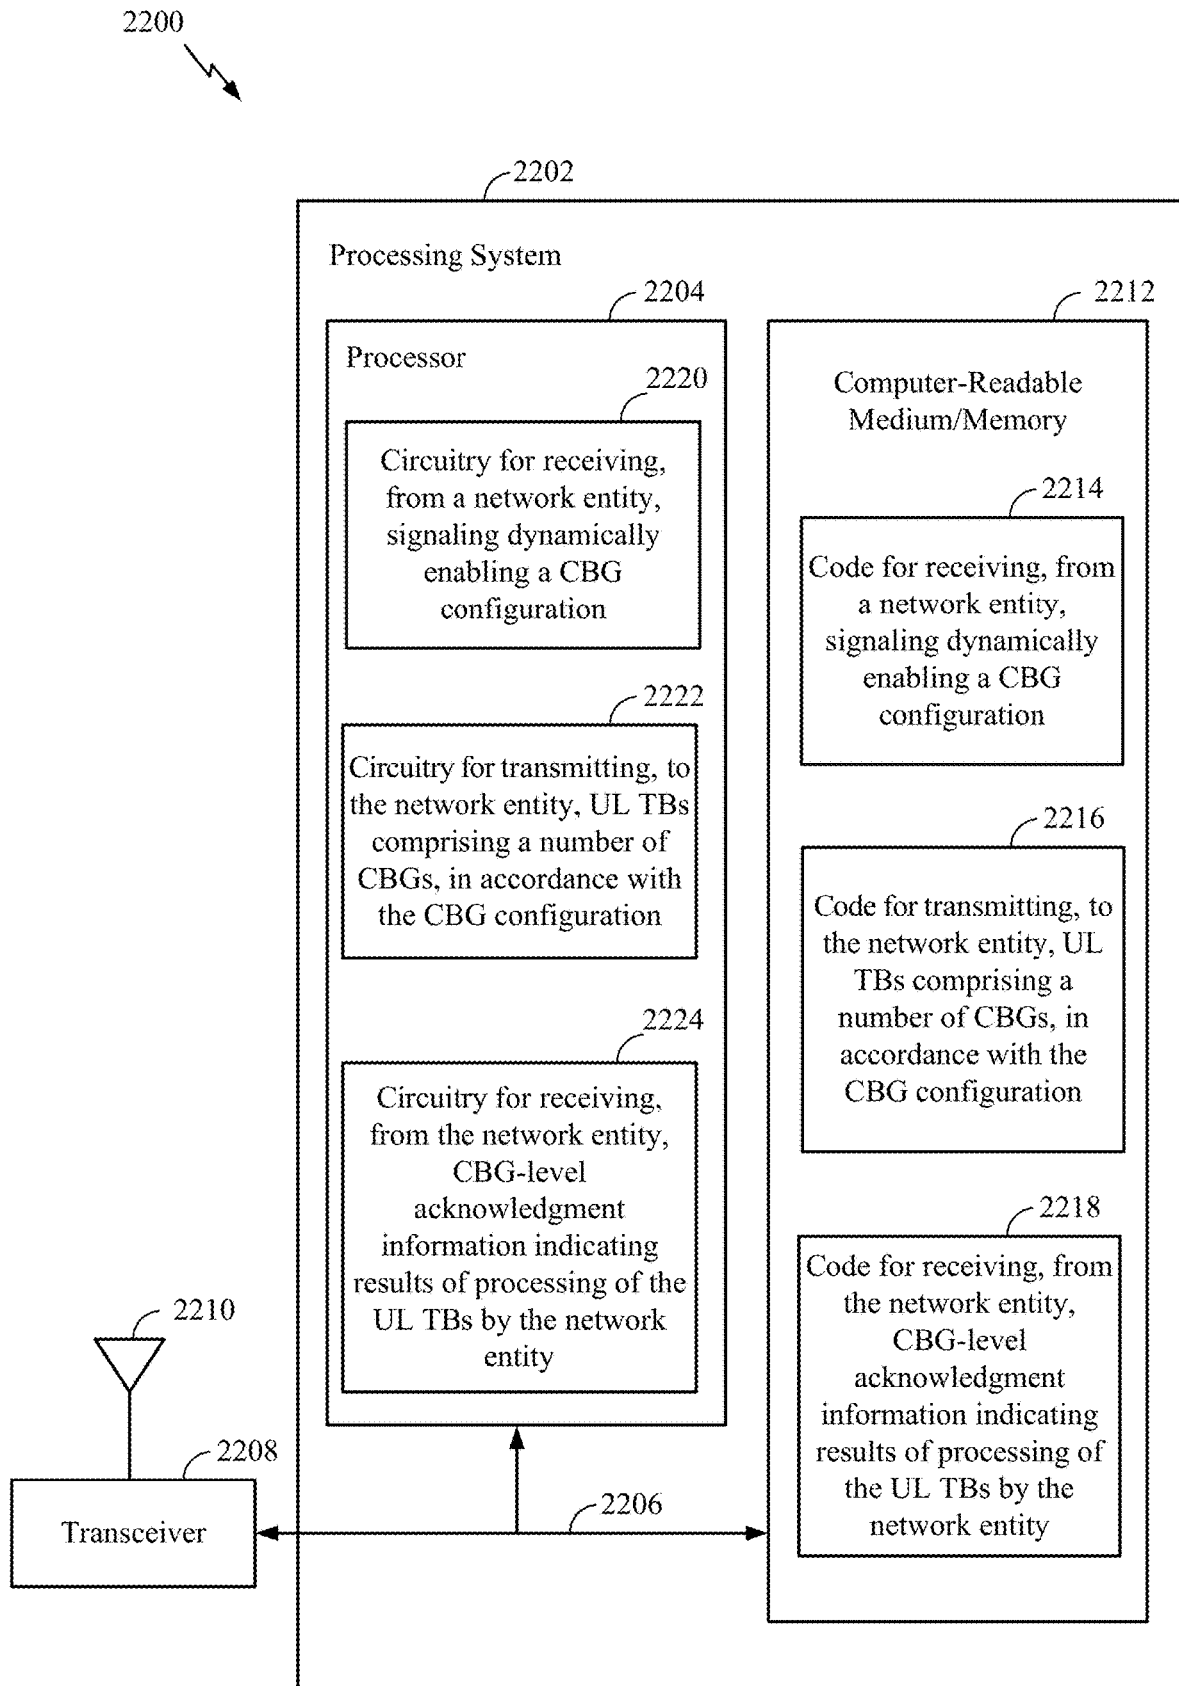 2200
2202
Processing System
2204
Processor
2220
Circuitry for receiving,
from a network entity,
signaling dynamically
enabling a CBG
configuration
2222
Circuitry for transmitting, to
the network entity, UL TBs
comprising a number of
CBGs, in accordance with
the CBG configuration
2224
Circuitry for receiving,
from the network entity,
CBG-level
acknowledgment
information indicating
results of processing of the
UL TBs by the network
entity
2212
Computer-Readable
Medium/Memory
2214
Code for receiving, from
a network entity,
signaling dynamically
enabling a CBG
configuration
2216
Code for transmitting, to
the network entity, UL
TBs comprising a
number of CBGs, in
accordance with the
CBG configuration
2218
Code for receiving, from
the network entity,
CBG-level
acknowledgment
information indicating
results of processing of
the UL TBs by the
network entity
2210
2208
Transceiver
2206